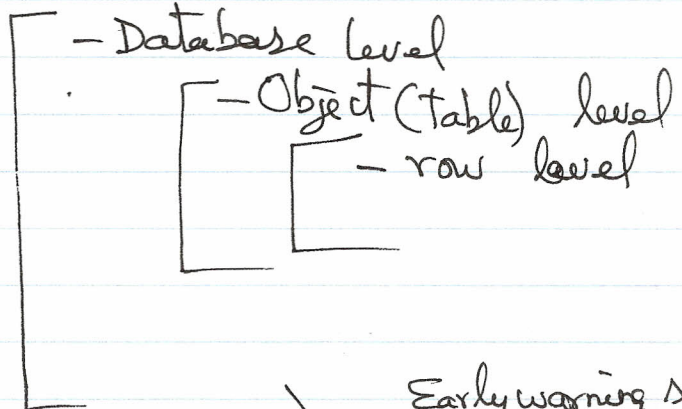 - Database level
- Object (table) level
- row level
Early warning s